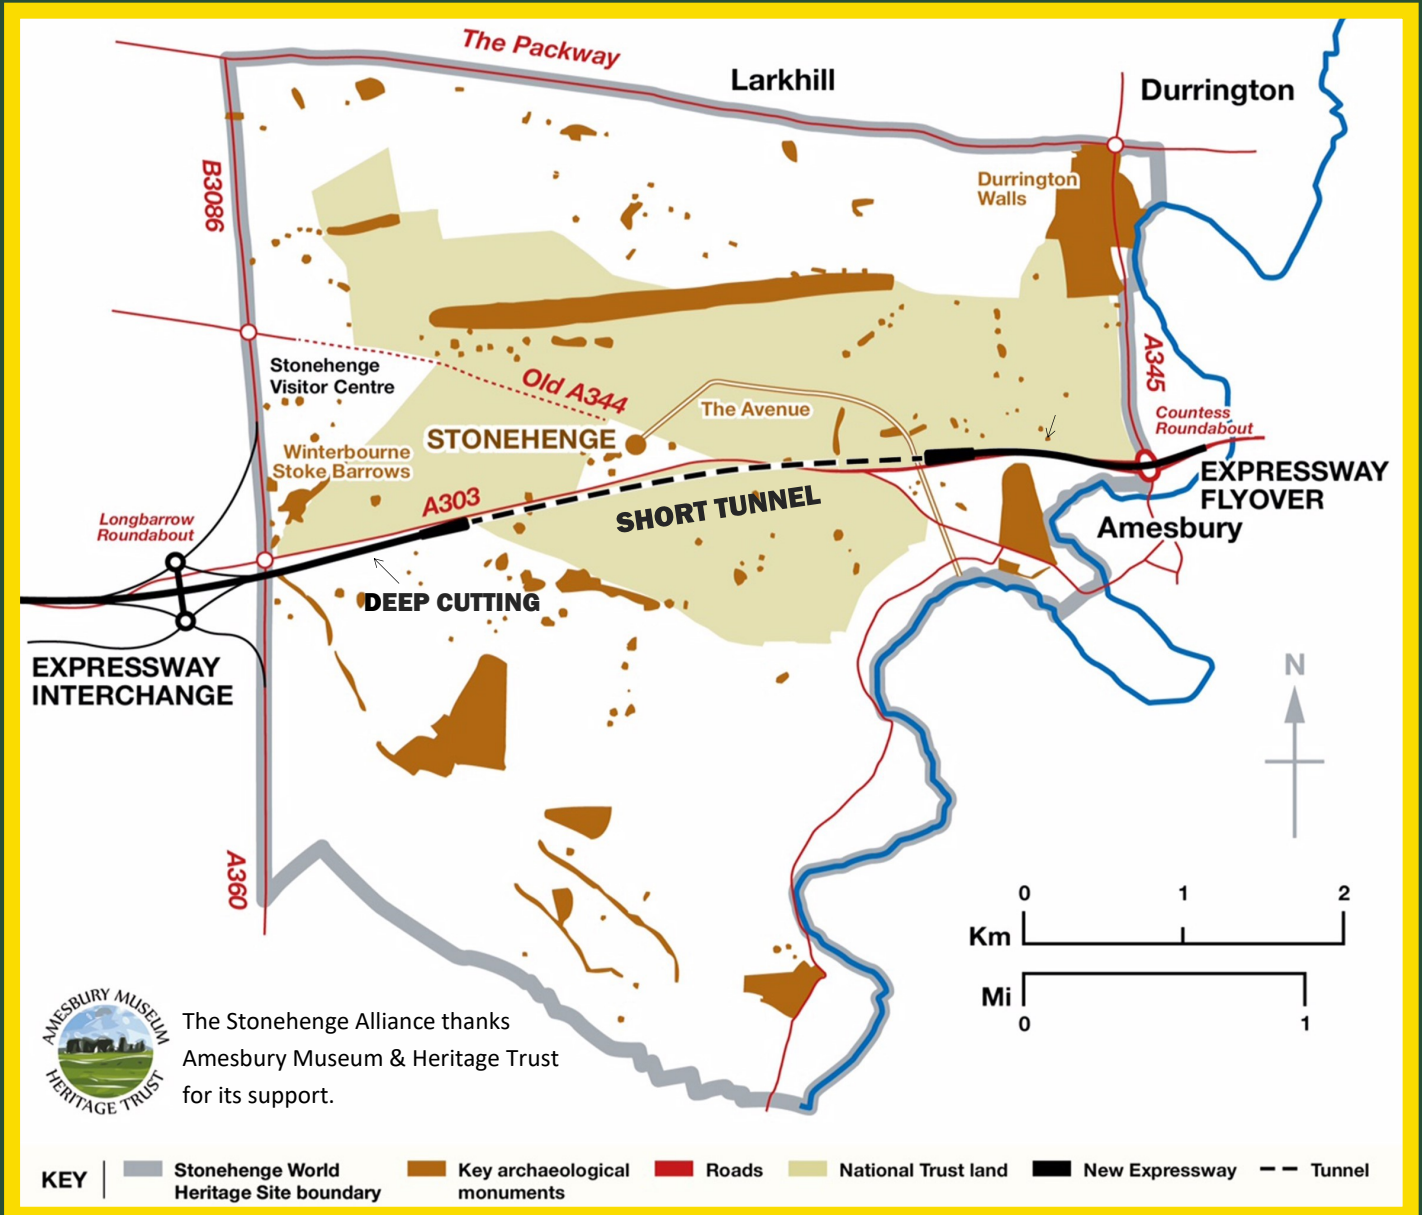 The Packway
Larkhill
Durrington
B3086
Durrington
Walls
Stonehenge
Visitor Centre
Old A344
The Avenue
A345
Countess
Roundabout
STONEHENGE
Winterbourne
Stoke Barrows
EXPRESSWAY
FLYOVER
A303
SHORT TUNNEL
Longbarrow
Roundabout
Amesbury
DEEP CUTTING
EXPRESSWAY
INTERCHANGE
N
A360
0 1 2
Km
Mi
0 1
AMESBURY MUSEUM
HERITAGE TRUST
The Stonehenge Alliance thanks
Amesbury Museum & Heritage Trust
for its support.
KEY
Stonehenge World
Heritage Site boundary
Key archaeological
monuments
Roads
National Trust land
New Expressway
Tunnel